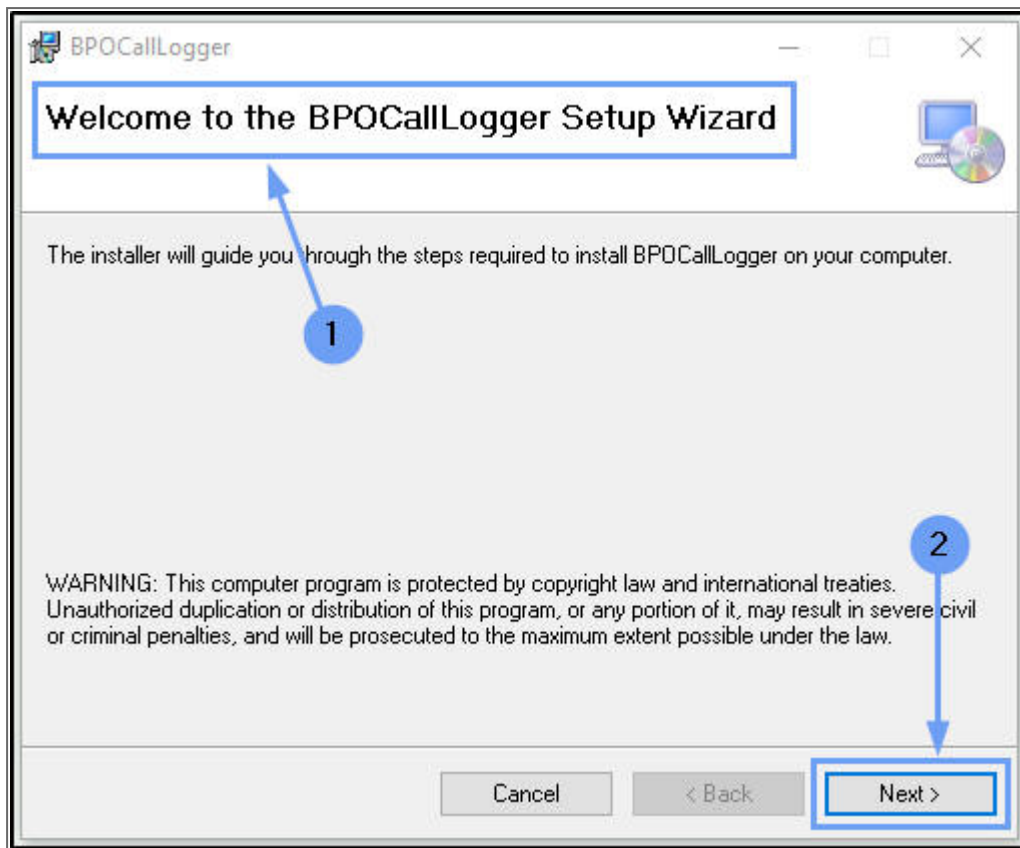 BPOCallLogger
Welcome to the BPOCallLogger Setup Wizard
The installer will guide you through the steps required to install BPOCallLogger on your computer.
1
2
WARNING: This computer program is protected by copyright law and international treaties.
Unauthorized duplication or distribution of this program, or any portion of it, may result in severe civil
or criminal penalties, and will be prosecuted to the maximum extent possible under the law.
Cancel
< Back
Next >